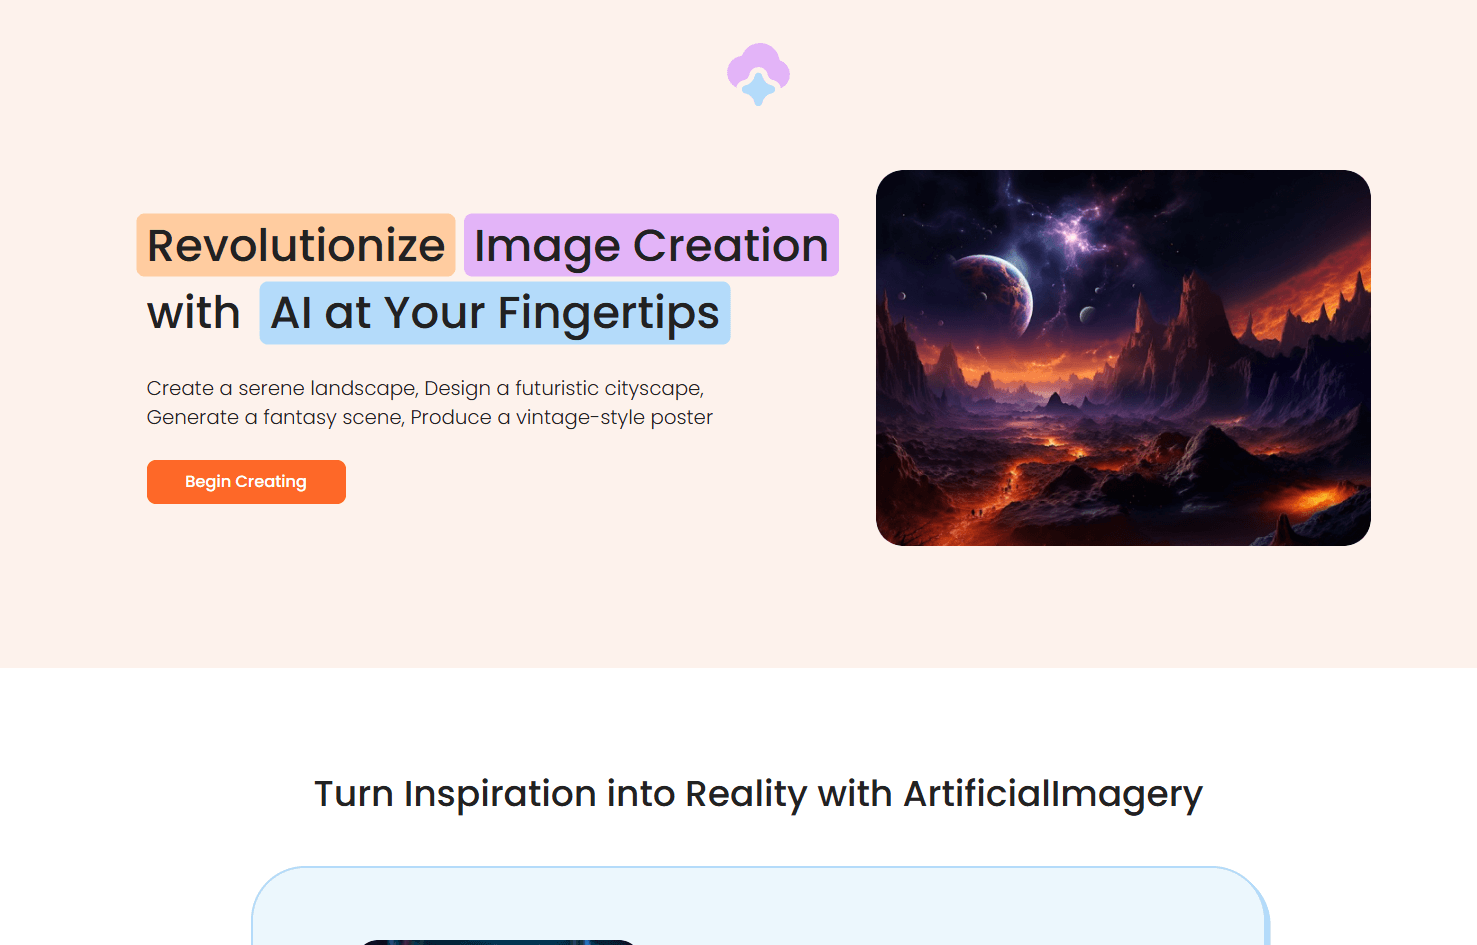 Revolutionize Image Creation
with AI at Your Fingertips
Create a serene landscape, Design a futuristic cityscape,
Generate a fantasy scene, Produce a vintage-style poster
Begin Creating
Turn Inspiration into Reality with ArtificialImagery